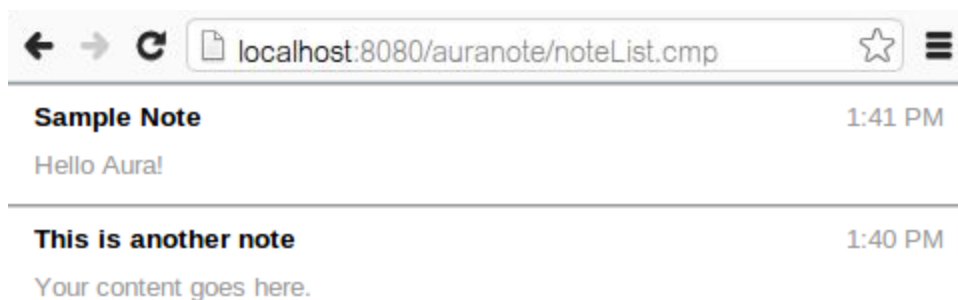 localhost:8080/auranote/noteList.cmp
Sample Note 1:41 PM
Hello Aura!
This is another note 1:40 PM
Your content goes here.